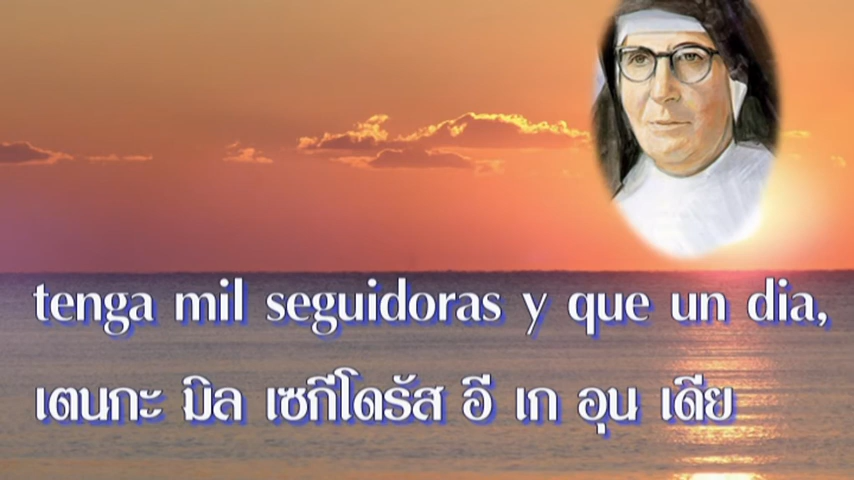 tenga mil seguidoras y que un dia,
เตนกะ มิล เซกีโดรัส อี เก อุน เดีย